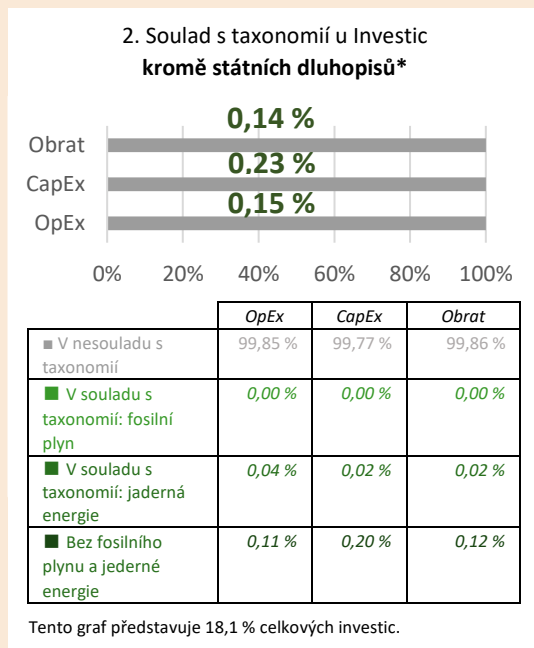 2. Soulad s taxonomií u Investic
kromě státních dluhopisů*
0,14 %
Obrat
0,23 %
CapEx
0,15 %
OpEx
0% 20% 40% 60% 80% 100%
OpEx CapEx Obrat
■ V nesouladu s 99,85 % 99,77 % 99,86 %
taxonomií
■ V souladu s 0,00 % 0,00 % 0,00 %
taxonomií: fosilní
plyn
■ V souladu s 0,04 % 0,02 % 0,02 %
taxonomií: jaderná
energie
■ Bez fosilního 0,11 % 0,20 % 0,12 %
plynu a jederné
energie
Tento graf představuje 18,1 % celkových investic.